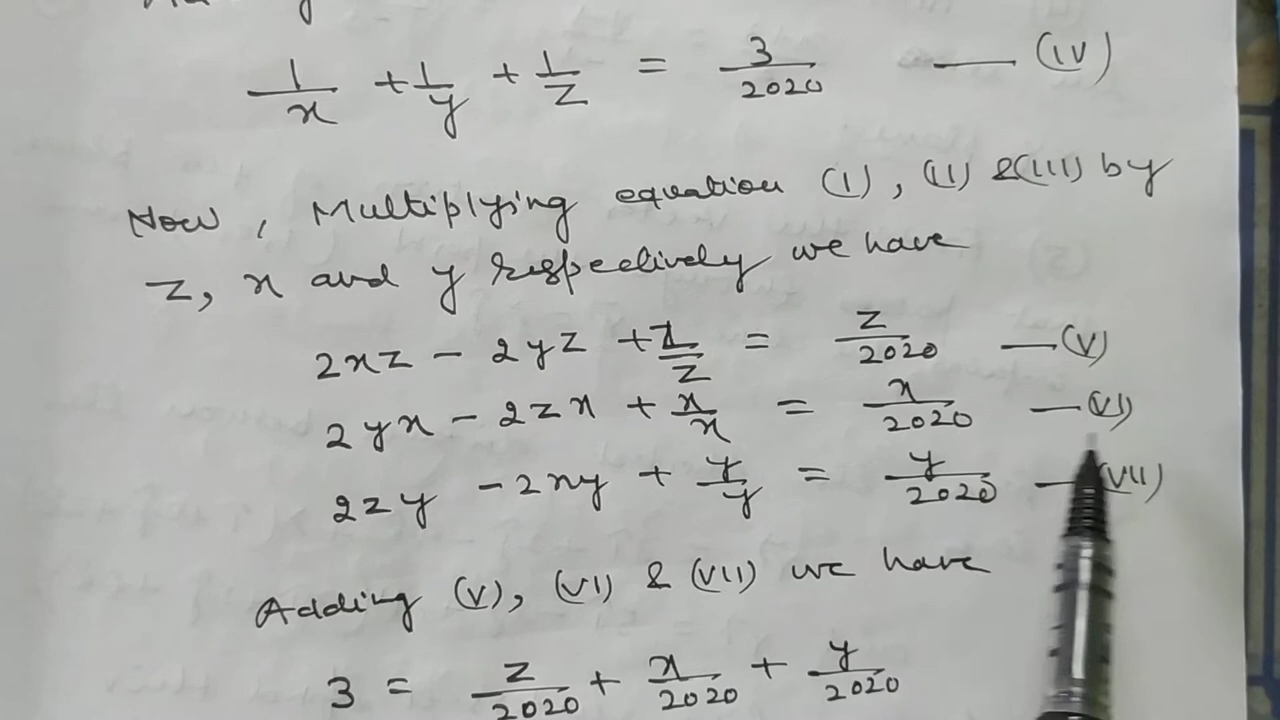 1/x + 1/y + 1/z = 3/2020 — (IV)
Now, Multiplying equation (I), (II) & (III) by
z, x and y respectively we have
2xz - 2yz + z/z = z/2020 — (V)
2yx - 2zx + x/x = x/2020 — (VI)
2zy - 2xy + y/y = y/2020 — (VII)
Adding (V), (VI) & (VII) we have
3 = z/2020 + x/2020 + y/2020